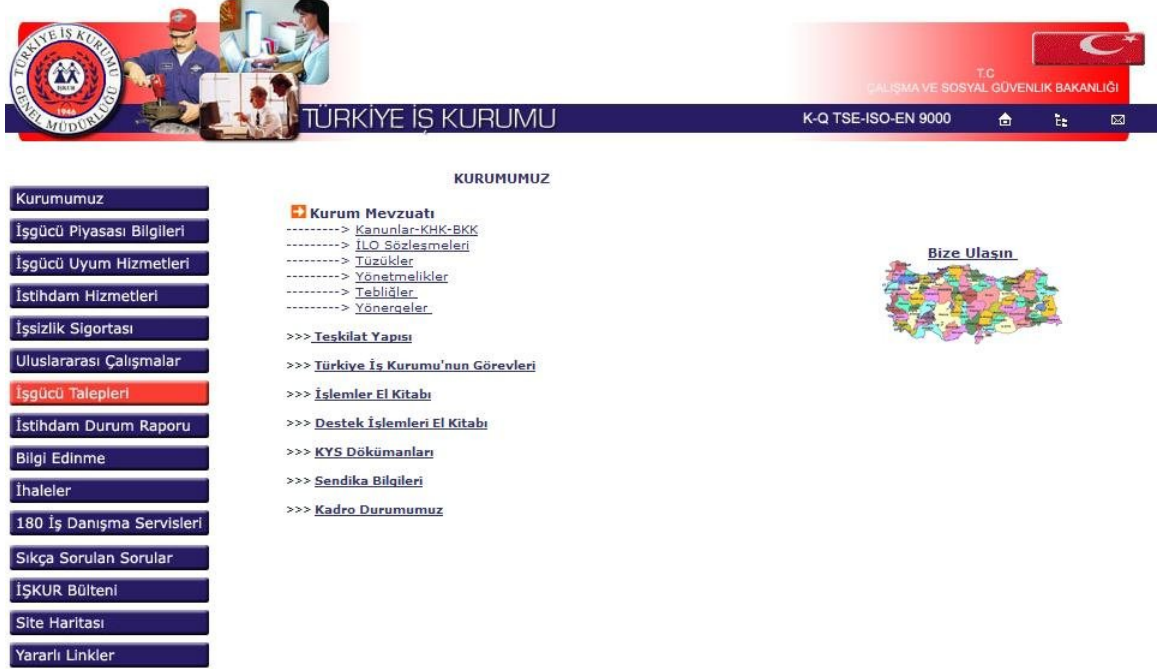 TÜRKİYE İŞ KURUMU
GENEL MÜDÜRLÜĞÜ
İŞKUR
1946
T.C
ÇALIŞMA VE SOSYAL GÜVENLIK BAKANLIĞI
TÜRKİYE İŞ KURUMU
K-Q TSE-ISO-EN 9000
KURUMUMUZ
Kurumumuz
İşgücü Piyasası Bilgileri
İşgücü Uyum Hizmetleri
İstihdam Hizmetleri
İşsizlik Sigortası
Uluslararası Çalışmalar
İşgücü Talepleri
İstihdam Durum Raporu
Bilgi Edinme
İhaleler
180 İş Danışma Servisleri
Sıkça Sorulan Sorular
İŞKUR Bülteni
Site Haritası
Yararlı Linkler
Kurum Mevzuatı
---------> Kanunlar-KHK-BKK
---------> İLO Sözleşmeleri
---------> Tüzükler
---------> Yönetmelikler
---------> Tebliğler
---------> Yönergeler
>>> Teşkilat Yapısı
>>> Türkiye İş Kurumu'nun Görevleri
>>> İşlemler El Kitabı
>>> Destek İşlemleri El Kitabı
>>> KYS Dökümanları
>>> Sendika Bilgileri
>>> Kadro Durumumuz
Bize Ulaşın